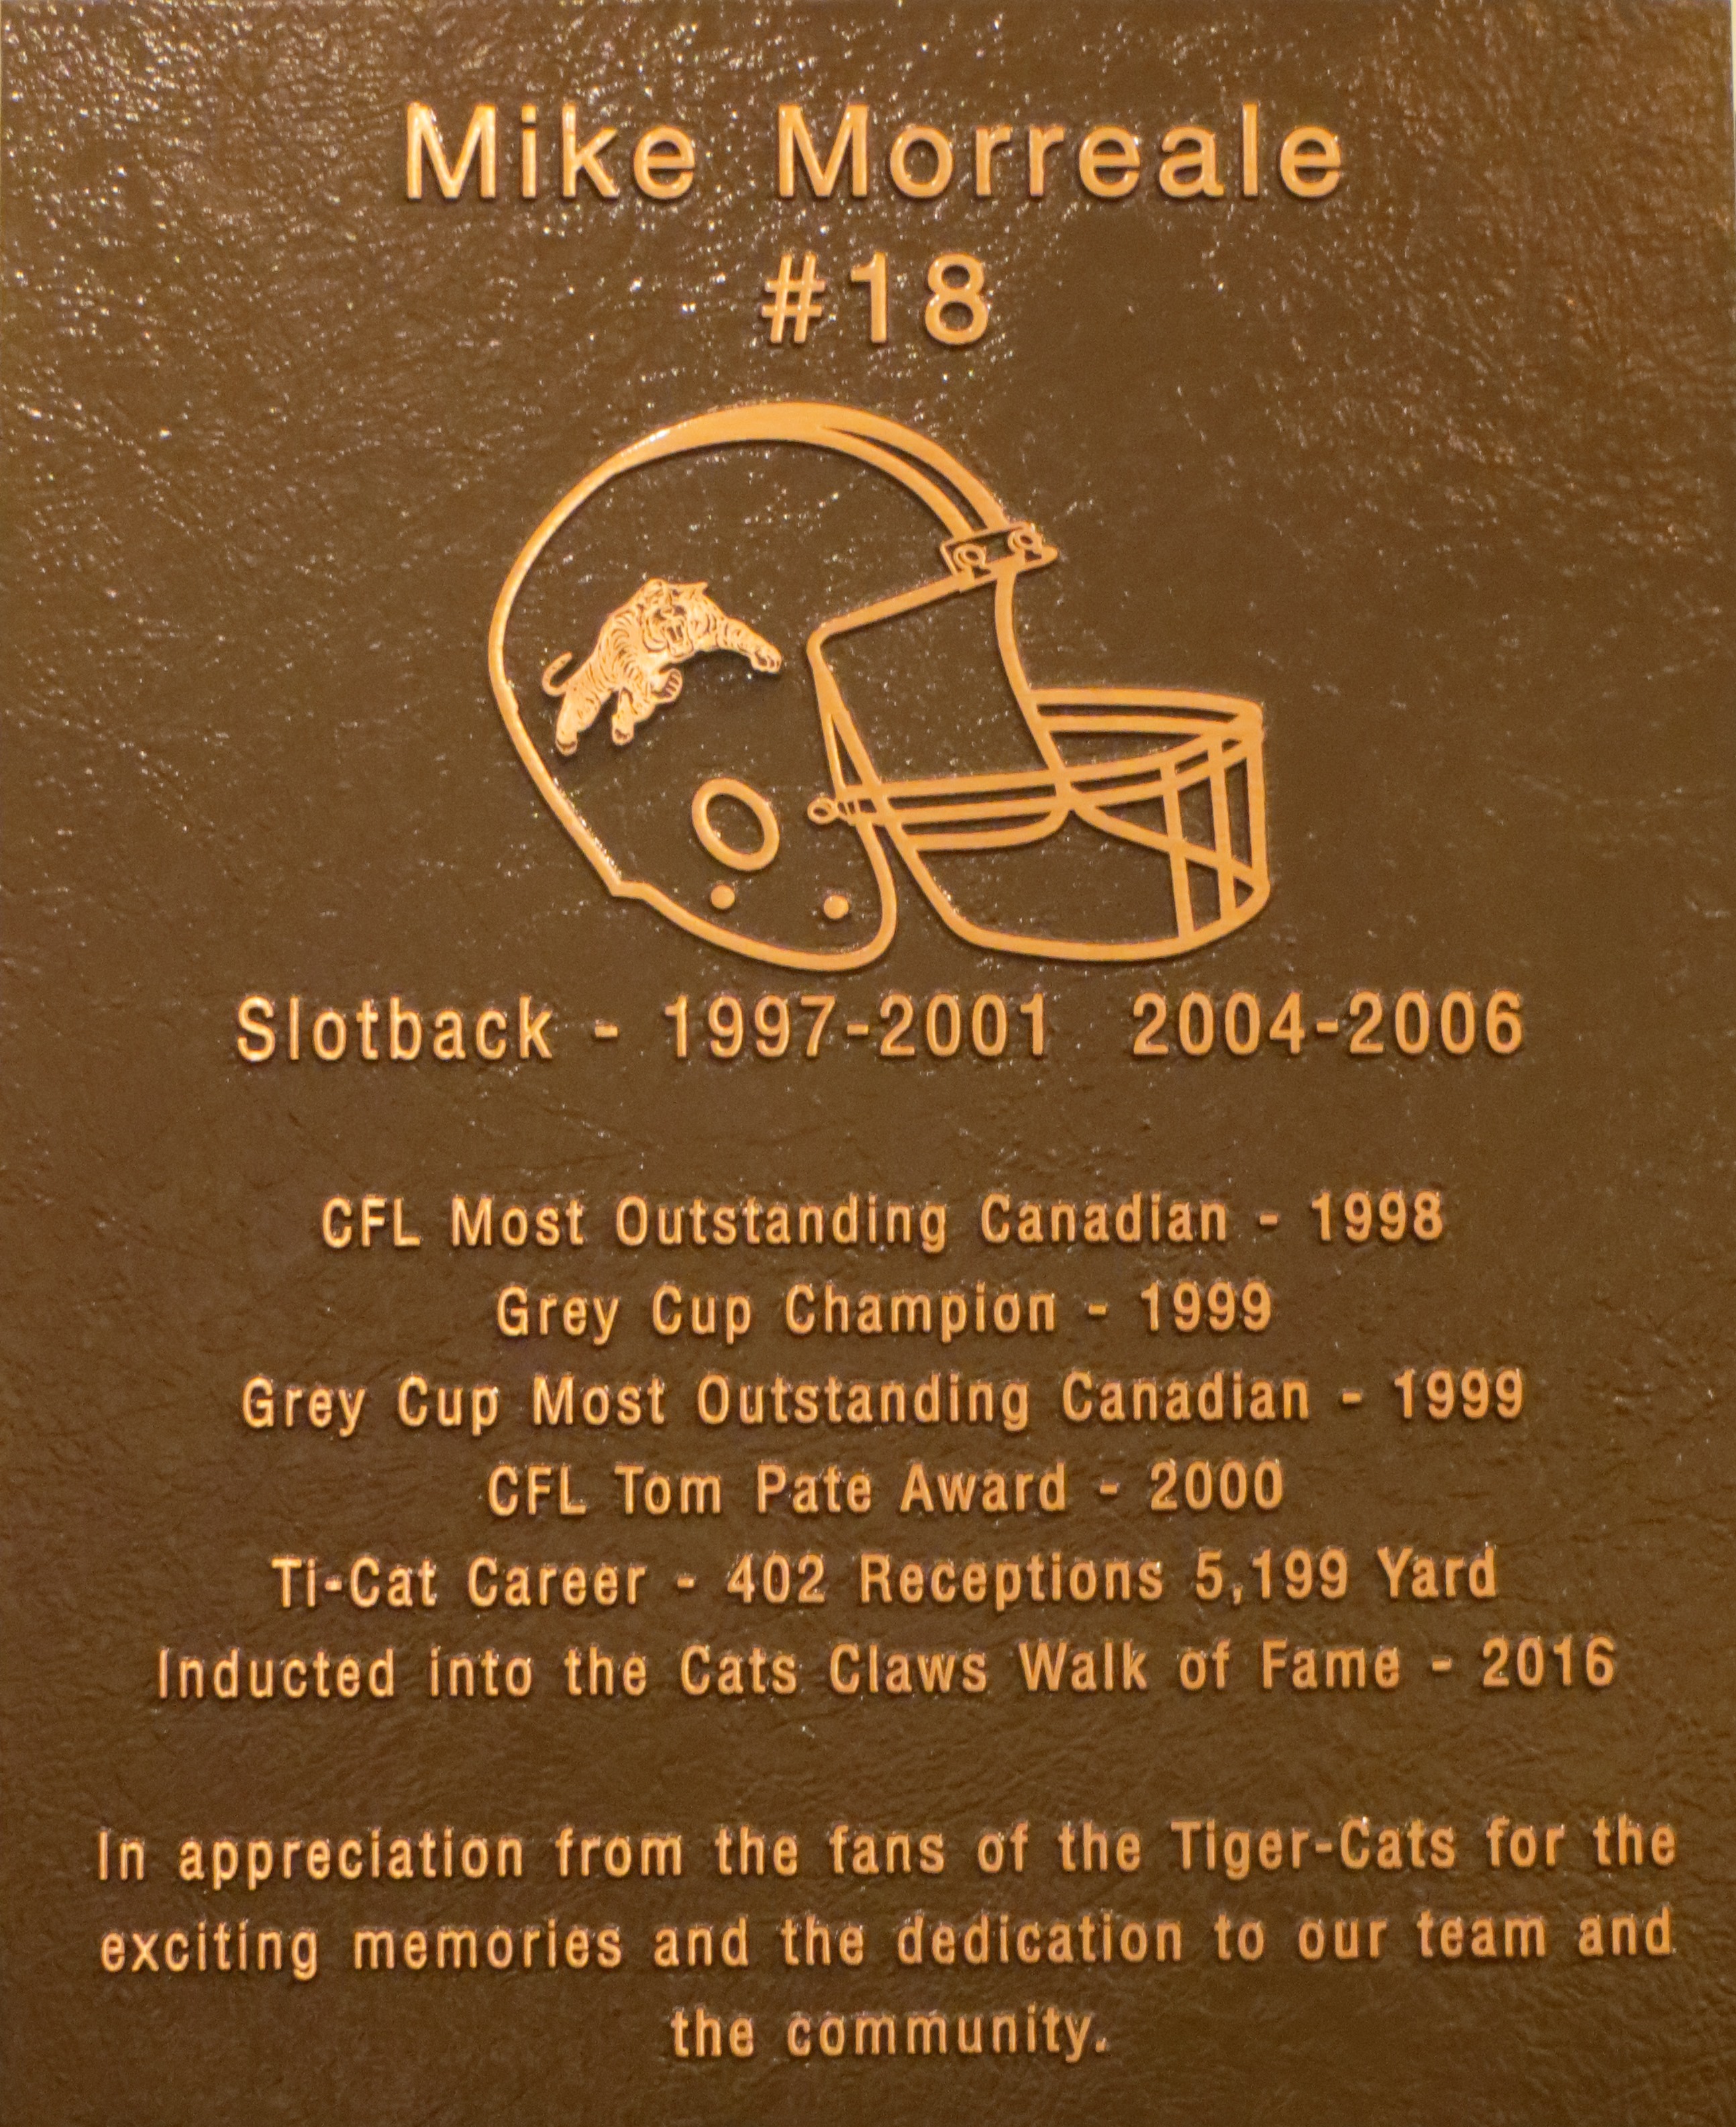 Mike Morreale
#18
Slotback - 1997-2001 2004-2006
CFL Most Outstanding Canadian - 1998
Grey Cup Champion - 1999
Grey Cup Most Outstanding Canadian - 1999
CFL Tom Pate Award - 2000
Ti-Cat Career - 402 Receptions 5,199 Yard
Inducted into the Cats Claws Walk of Fame - 2016
In appreciation from the fans of the Tiger-Cats for the
exciting memories and the dedication to our team and
the community.